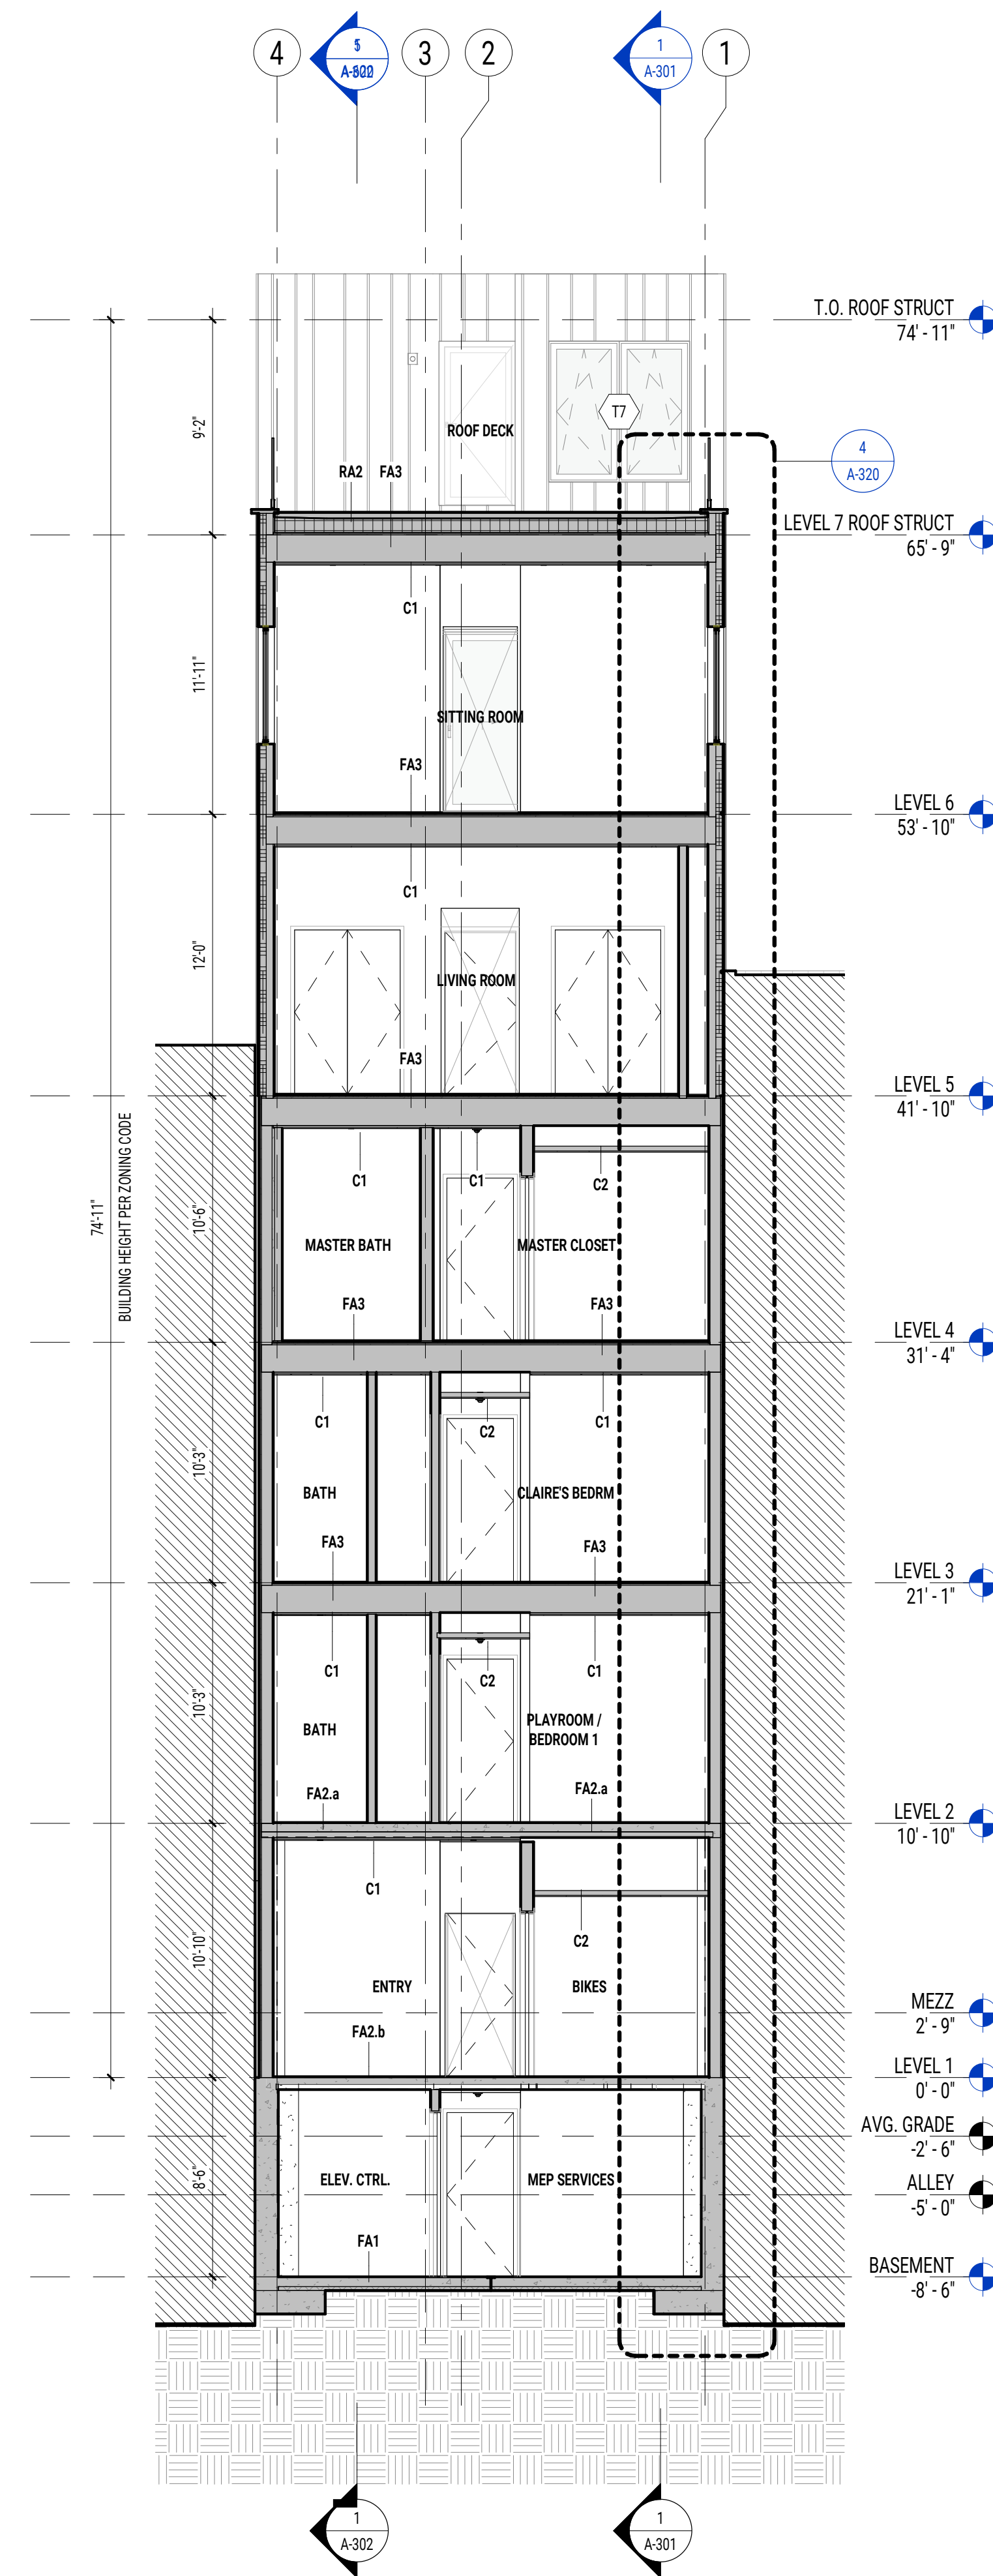 4
3
2
1
1
A-301
T.O. ROOF STRUCT
74' - 11"
9'-2"
T7
ROOF DECK
4
A-320
RA2
FA3
LEVEL 7 ROOF STRUCT
65' - 9"
C1
11'-11"
SITTING ROOM
FA3
LEVEL 6
53' - 10"
C1
12'-0"
LIVING ROOM
FA3
LEVEL 5
41' - 10"
74'-11"
BUILDING HEIGHT PER ZONING CODE
C1
C1
C2
10'-6"
MASTER BATH
MASTER CLOSET
FA3
FA3
LEVEL 4
31' - 4"
C1
C2
C1
10'-3"
BATH
CLAIRE'S BEDRM
FA3
FA3
LEVEL 3
21' - 1"
C1
C2
C1
10'-3"
BATH
PLAYROOM /
BEDROOM 1
FA2.a
FA2.a
LEVEL 2
10' - 10"
C1
C2
10'-10"
ENTRY
BIKES
MEZZ
2' - 9"
FA2.b
LEVEL 1
0' - 0"
AVG. GRADE
-2' - 6"
8'-6"
ELEV. CTRL.
MEP SERVICES
ALLEY
-5' - 0"
FA1
BASEMENT
-8' - 6"
1
A-302
1
A-301